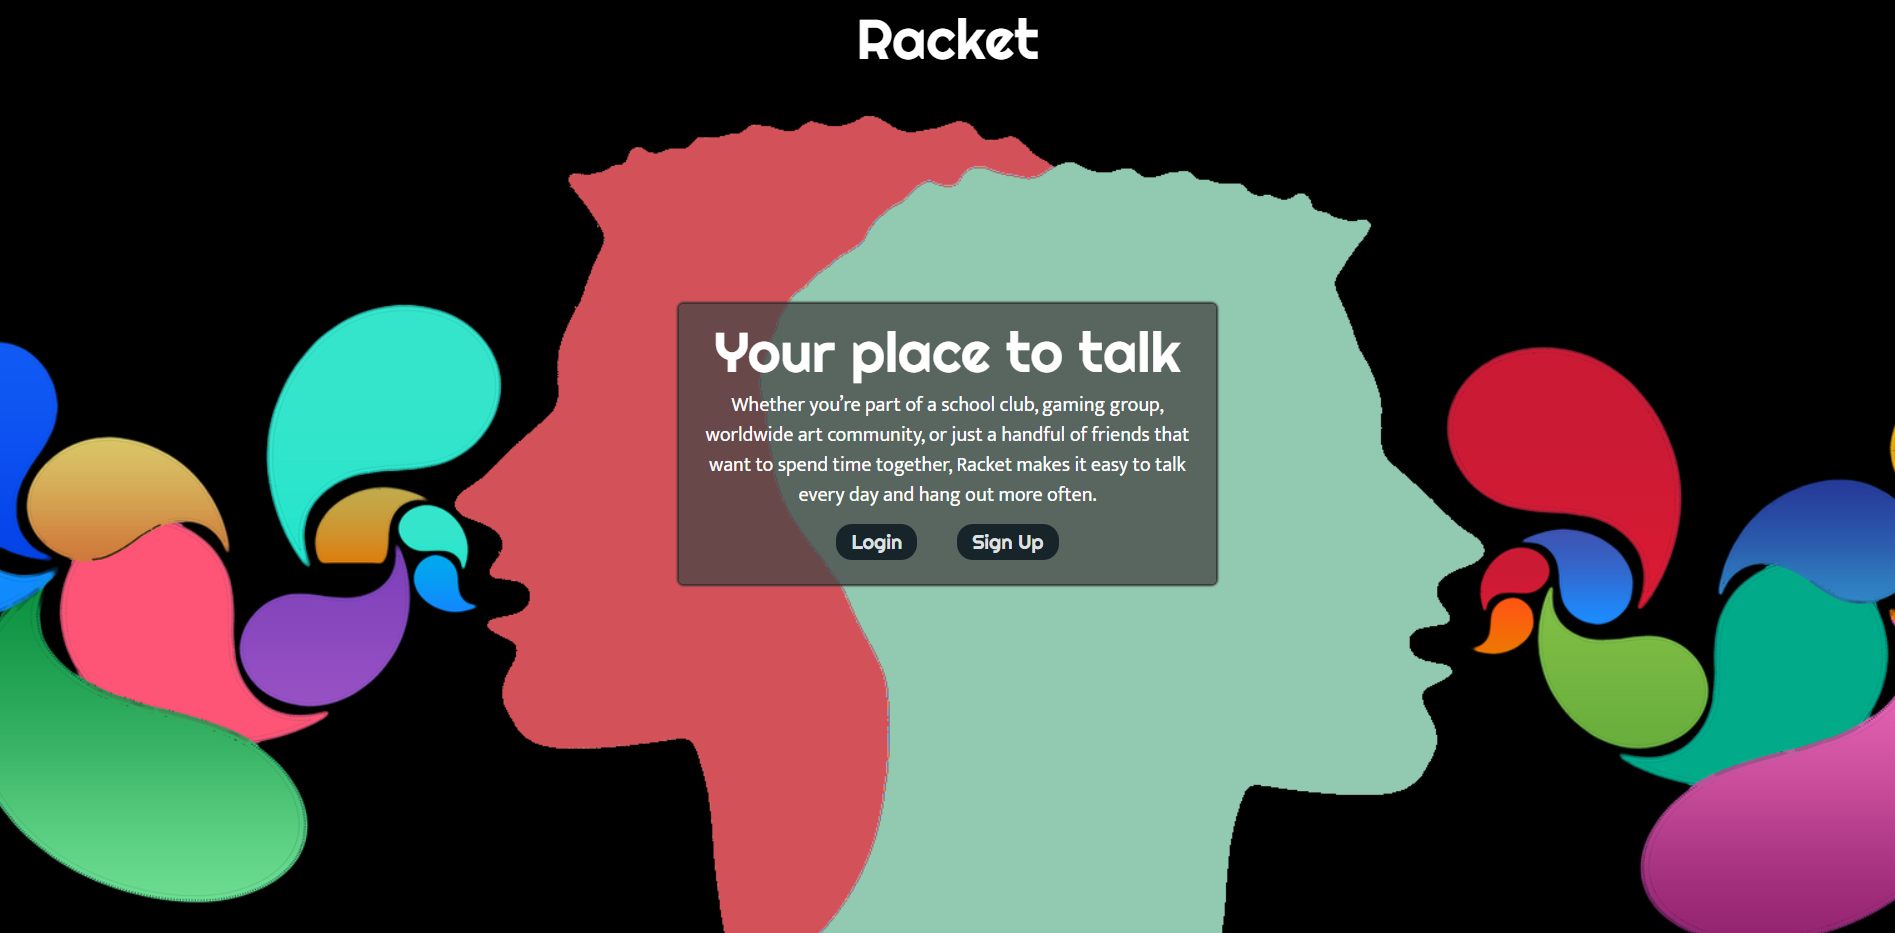 Racket
Your place to talk
Whether you’re part of a school club, gaming group,
worldwide art community, or just a handful of friends that
want to spend time together, Racket makes it easy to talk
every day and hang out more often.
Login Sign Up